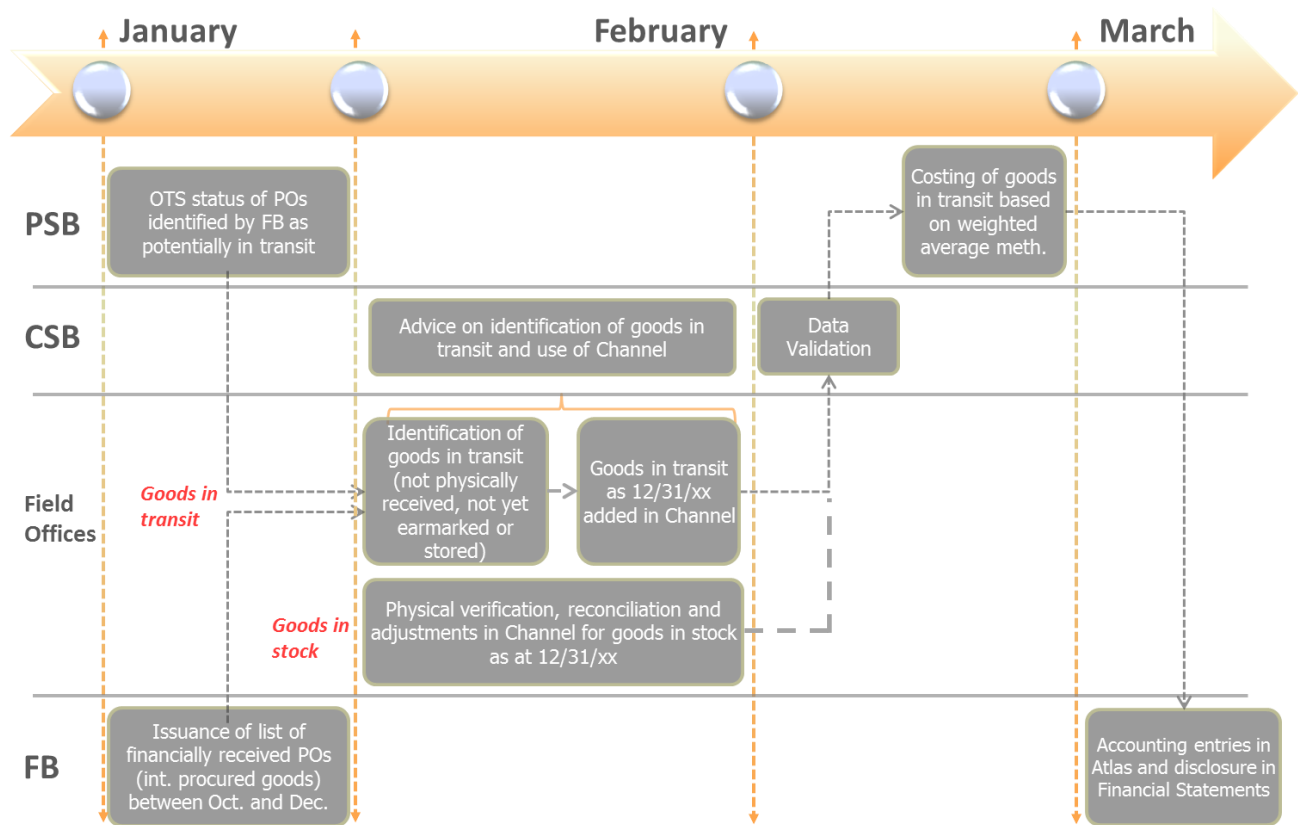 January
February
March
PSB
OTS status of POs
identified by FB as
potentially in transit
Costing of goods
in transit based
on weighted
average meth.
CSB
Advice on identification of goods in
transit and use of Channel
Data
Validation
Field
Offices
Goods in
transit
Identification of
goods in transit
(not physically
received, not yet
earmarked or
stored)
Goods in transit
as 12/31/xx
added in Channel
Goods in
stock
Physical verification, reconciliation and
adjustments in Channel for goods in stock
as at 12/31/xx
FB
Issuance of list of
financially received POs
(int. procured goods)
between Oct. and Dec.
Accounting entries in
Atlas and disclosure in
Financial Statements